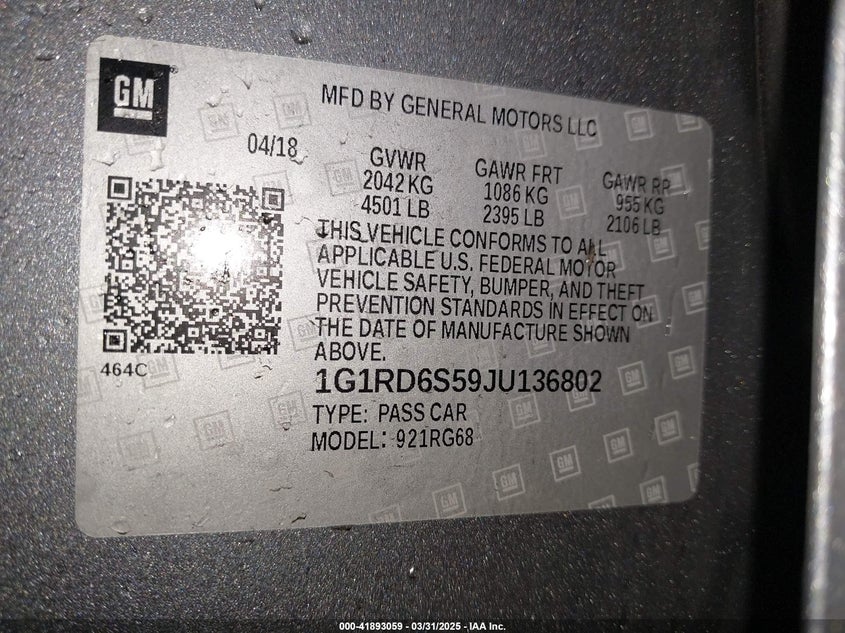 GM
MFD BY GENERAL MOTORS LLC
04/18
GVWR
2042 KG
4501 LB
GAWR FRT
1086 KG
2395 LB
GAWR RR
955 KG
2106 LB
THIS VEHICLE CONFORMS TO ALL
APPLICABLE U.S. FEDERAL MOTOR
VEHICLE SAFETY, BUMPER, AND THEFT
PREVENTION STANDARDS IN EFFECT ON
THE DATE OF MANUFACTURE SHOWN
ABOVE.
464C
1G1RD6S59JU136802
TYPE: PASS CAR
MODEL: 921RG68
000-41893059 - 03/31/2025 - IAA Inc.